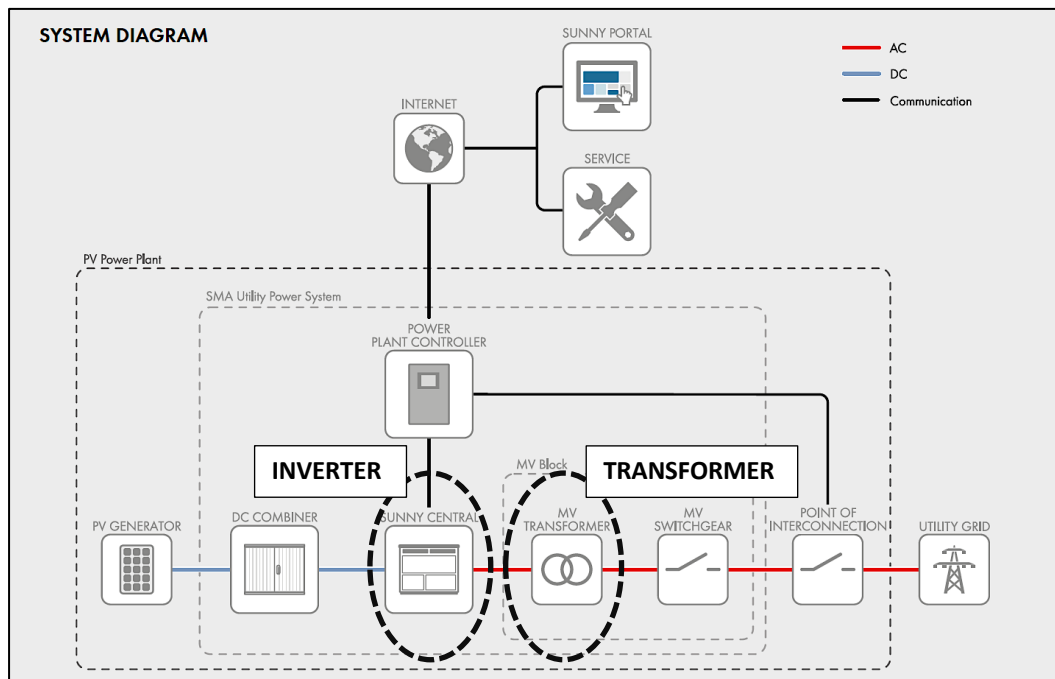 SYSTEM DIAGRAM
SUNNY PORTAL
AC
DC
Communication
INTERNET
SERVICE
PV Power Plant
SMA Utility Power System
POWER
PLANT CONTROLLER
INVERTER
MV Block
TRANSFORMER
PV GENERATOR
DC COMBINER
SUNNY CENTRAL
MV
TRANSFORMER
MV
SWITCHGEAR
POINT OF
INTERCONNECTION
UTILITY GRID